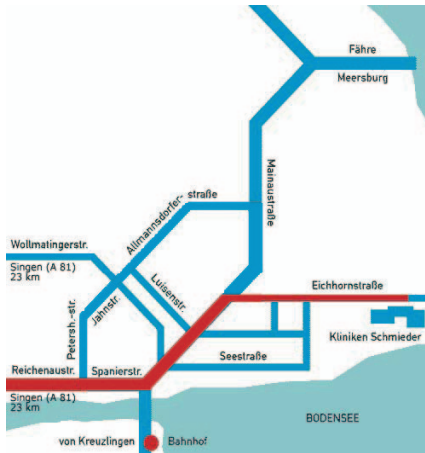 Fähre
Meersburg
Mainaustraße
Allmannsdorfer-straße
Wollmatingerstr.
Singen (A 81)
23 km
Luisenstr.
Jahnstr.
Petersh.-str.
Eichhornstraße
Kliniken Schmieder
Seestraße
Reichenaustr.
Spanierstr.
Singen (A 81)
23 km
BODENSEE
von Kreuzlingen
Bahnhof